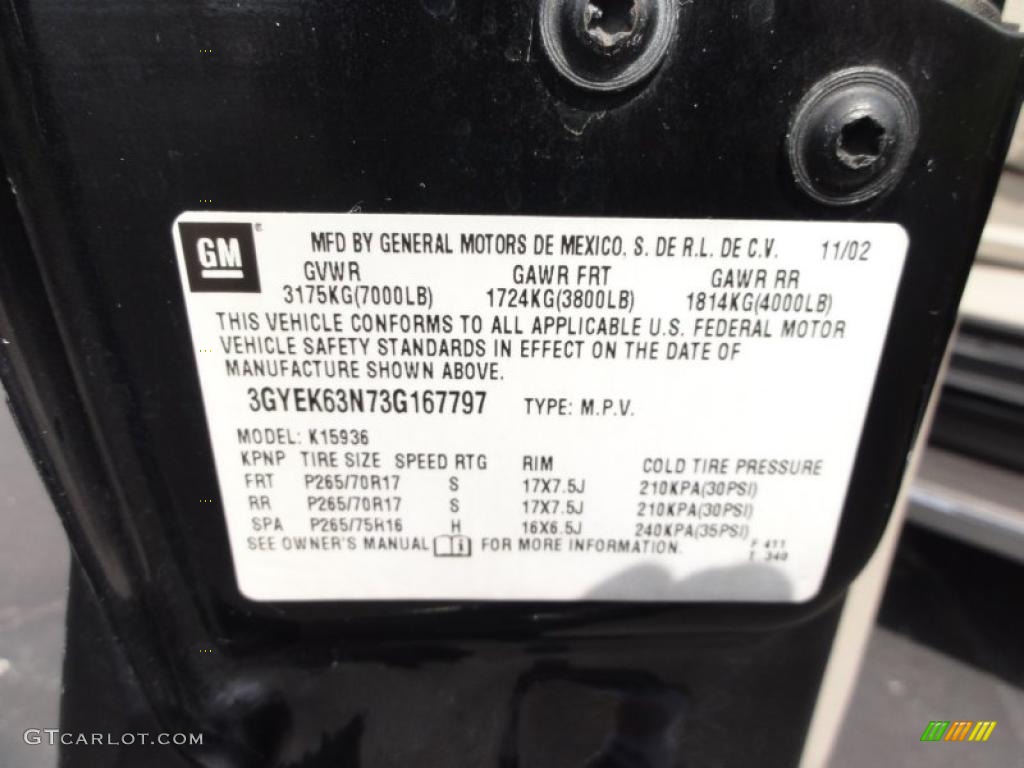 GM ® MFD BY GENERAL MOTORS DE MEXICO, S. DE R.L. DE C.V. 11/02
GVWR GAWR FRT GAWR RR
3175KG(7000LB) 1724KG(3800LB) 1814KG(4000LB)
THIS VEHICLE CONFORMS TO ALL APPLICABLE U.S. FEDERAL MOTOR
VEHICLE SAFETY STANDARDS IN EFFECT ON THE DATE OF
MANUFACTURE SHOWN ABOVE.
3GYEK63N73G167797 TYPE: M.P.V.
MODEL: K15936
KPNP TIRE SIZE SPEED RTG RIM COLD TIRE PRESSURE
FRT P265/70R17 S 17X7.5J 210KPA(30PSI)
RR P265/70R17 S 17X7.5J 210KPA(30PSI)
SPA P265/75R16 H 16X6.5J 240KPA(35PSI)
SEE OWNER'S MANUAL FOR MORE INFORMATION.
F 411
I 340
GTCARLOT.COM